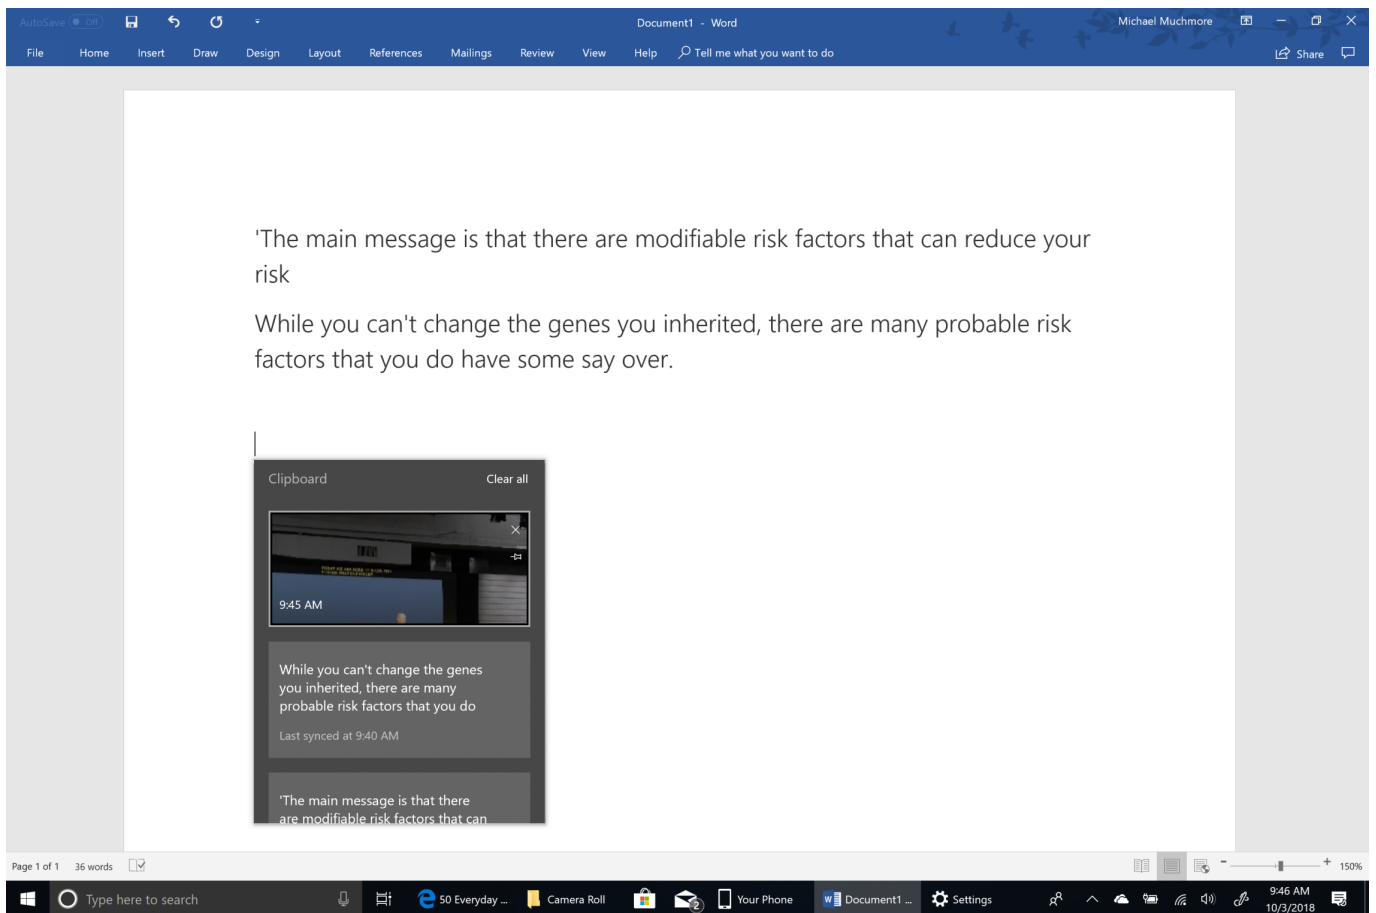 AutoSave Off
Document1 - Word
Michael Muchmore
File Home Insert Draw Design Layout References Mailings Review View Help Tell me what you want to do
Share
'The main message is that there are modifiable risk factors that can reduce your
risk
While you can't change the genes you inherited, there are many probable risk
factors that you do have some say over.
Clipboard Clear all
9:45 AM
While you can't change the genes
you inherited, there are many
probable risk factors that you do
Last synced at 9:40 AM
'The main message is that there
are modifiable risk factors that can
Page 1 of 1 36 words
- + 150%
Type here to search
50 Everyday ...
Camera Roll
2
Your Phone
Document1 ...
Settings
9:46 AM
10/3/2018